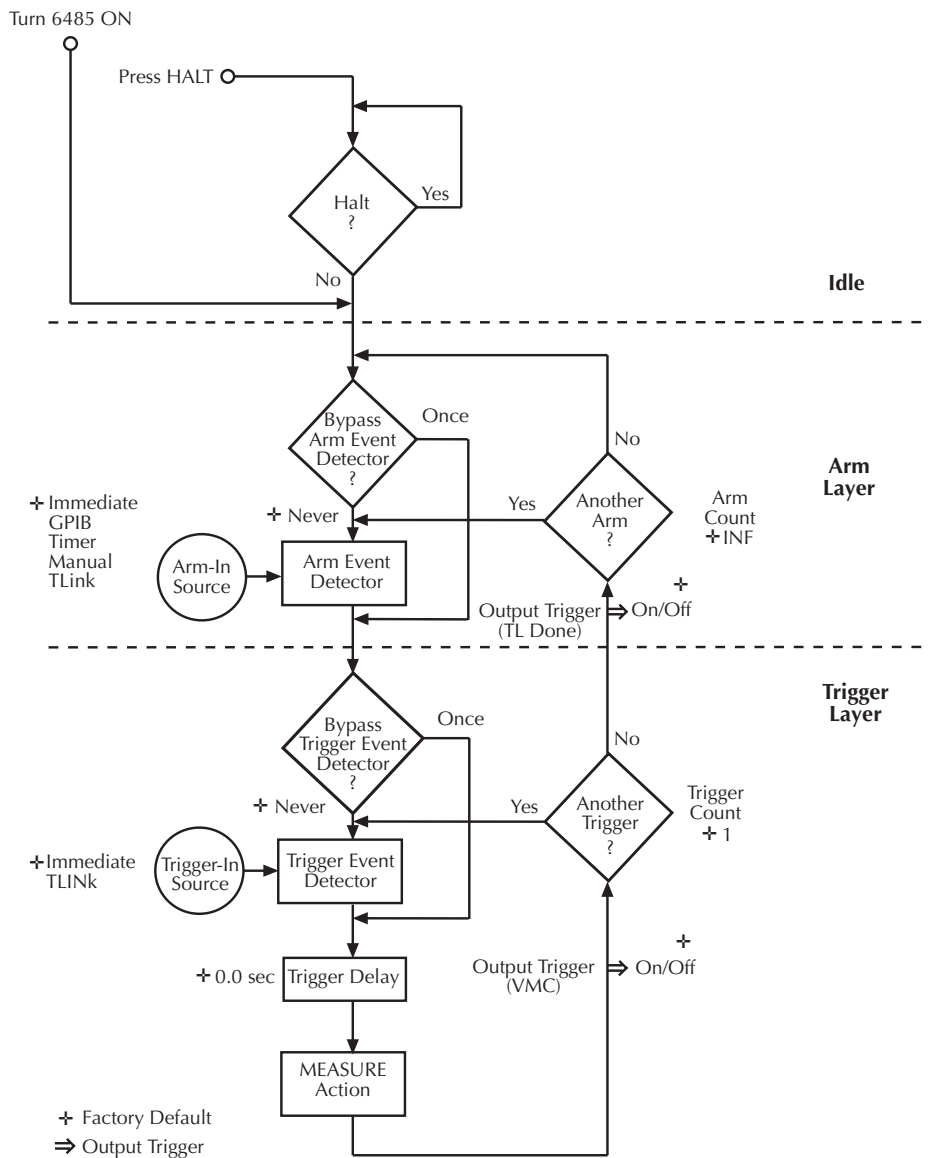 Turn 6485 ON
Press HALT
Halt
?
Yes
No
Idle
Bypass
Arm Event
Detector
?
Once
No
Arm
Layer
✛ Immediate
GPIB
Timer
Manual
TLink
✛ Never
Yes
Another
Arm
?
Arm
Count
✛ INF
Arm-In
Source
Arm Event
Detector
Output Trigger
(TL Done)
✛
⇒ On/Off
Trigger
Layer
Bypass
Trigger Event
Detector
?
Once
No
✛ Never
Yes
Another
Trigger
?
Trigger
Count
✛ 1
✛ Immediate
TLINk
Trigger-In
Source
Trigger Event
Detector
✛ 0.0 sec
Trigger Delay
Output Trigger
(VMC)
✛
⇒ On/Off
MEASURE
Action
✛ Factory Default
⇒ Output Trigger